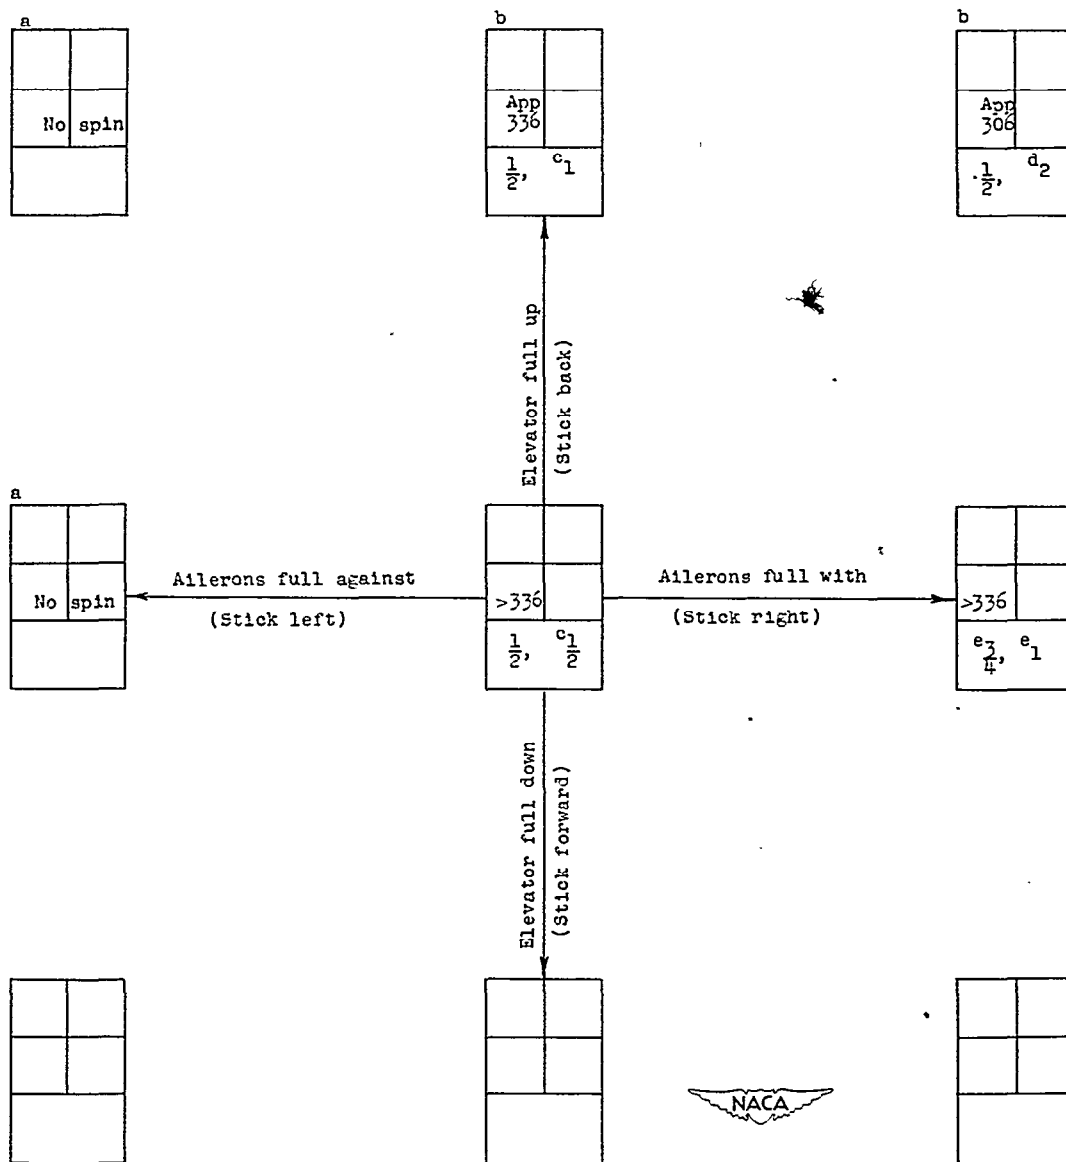 a
No spin
b
App
336
1/2, c1
b
App
306
1/2, d2
Elevator full up
(Stick back)
a
No spin
Ailerons full against
(Stick left)
>336
1/2, c1/2
Ailerons full with
(Stick right)
>336
e3/4, e1
Elevator full down
(Stick forward)
NACA